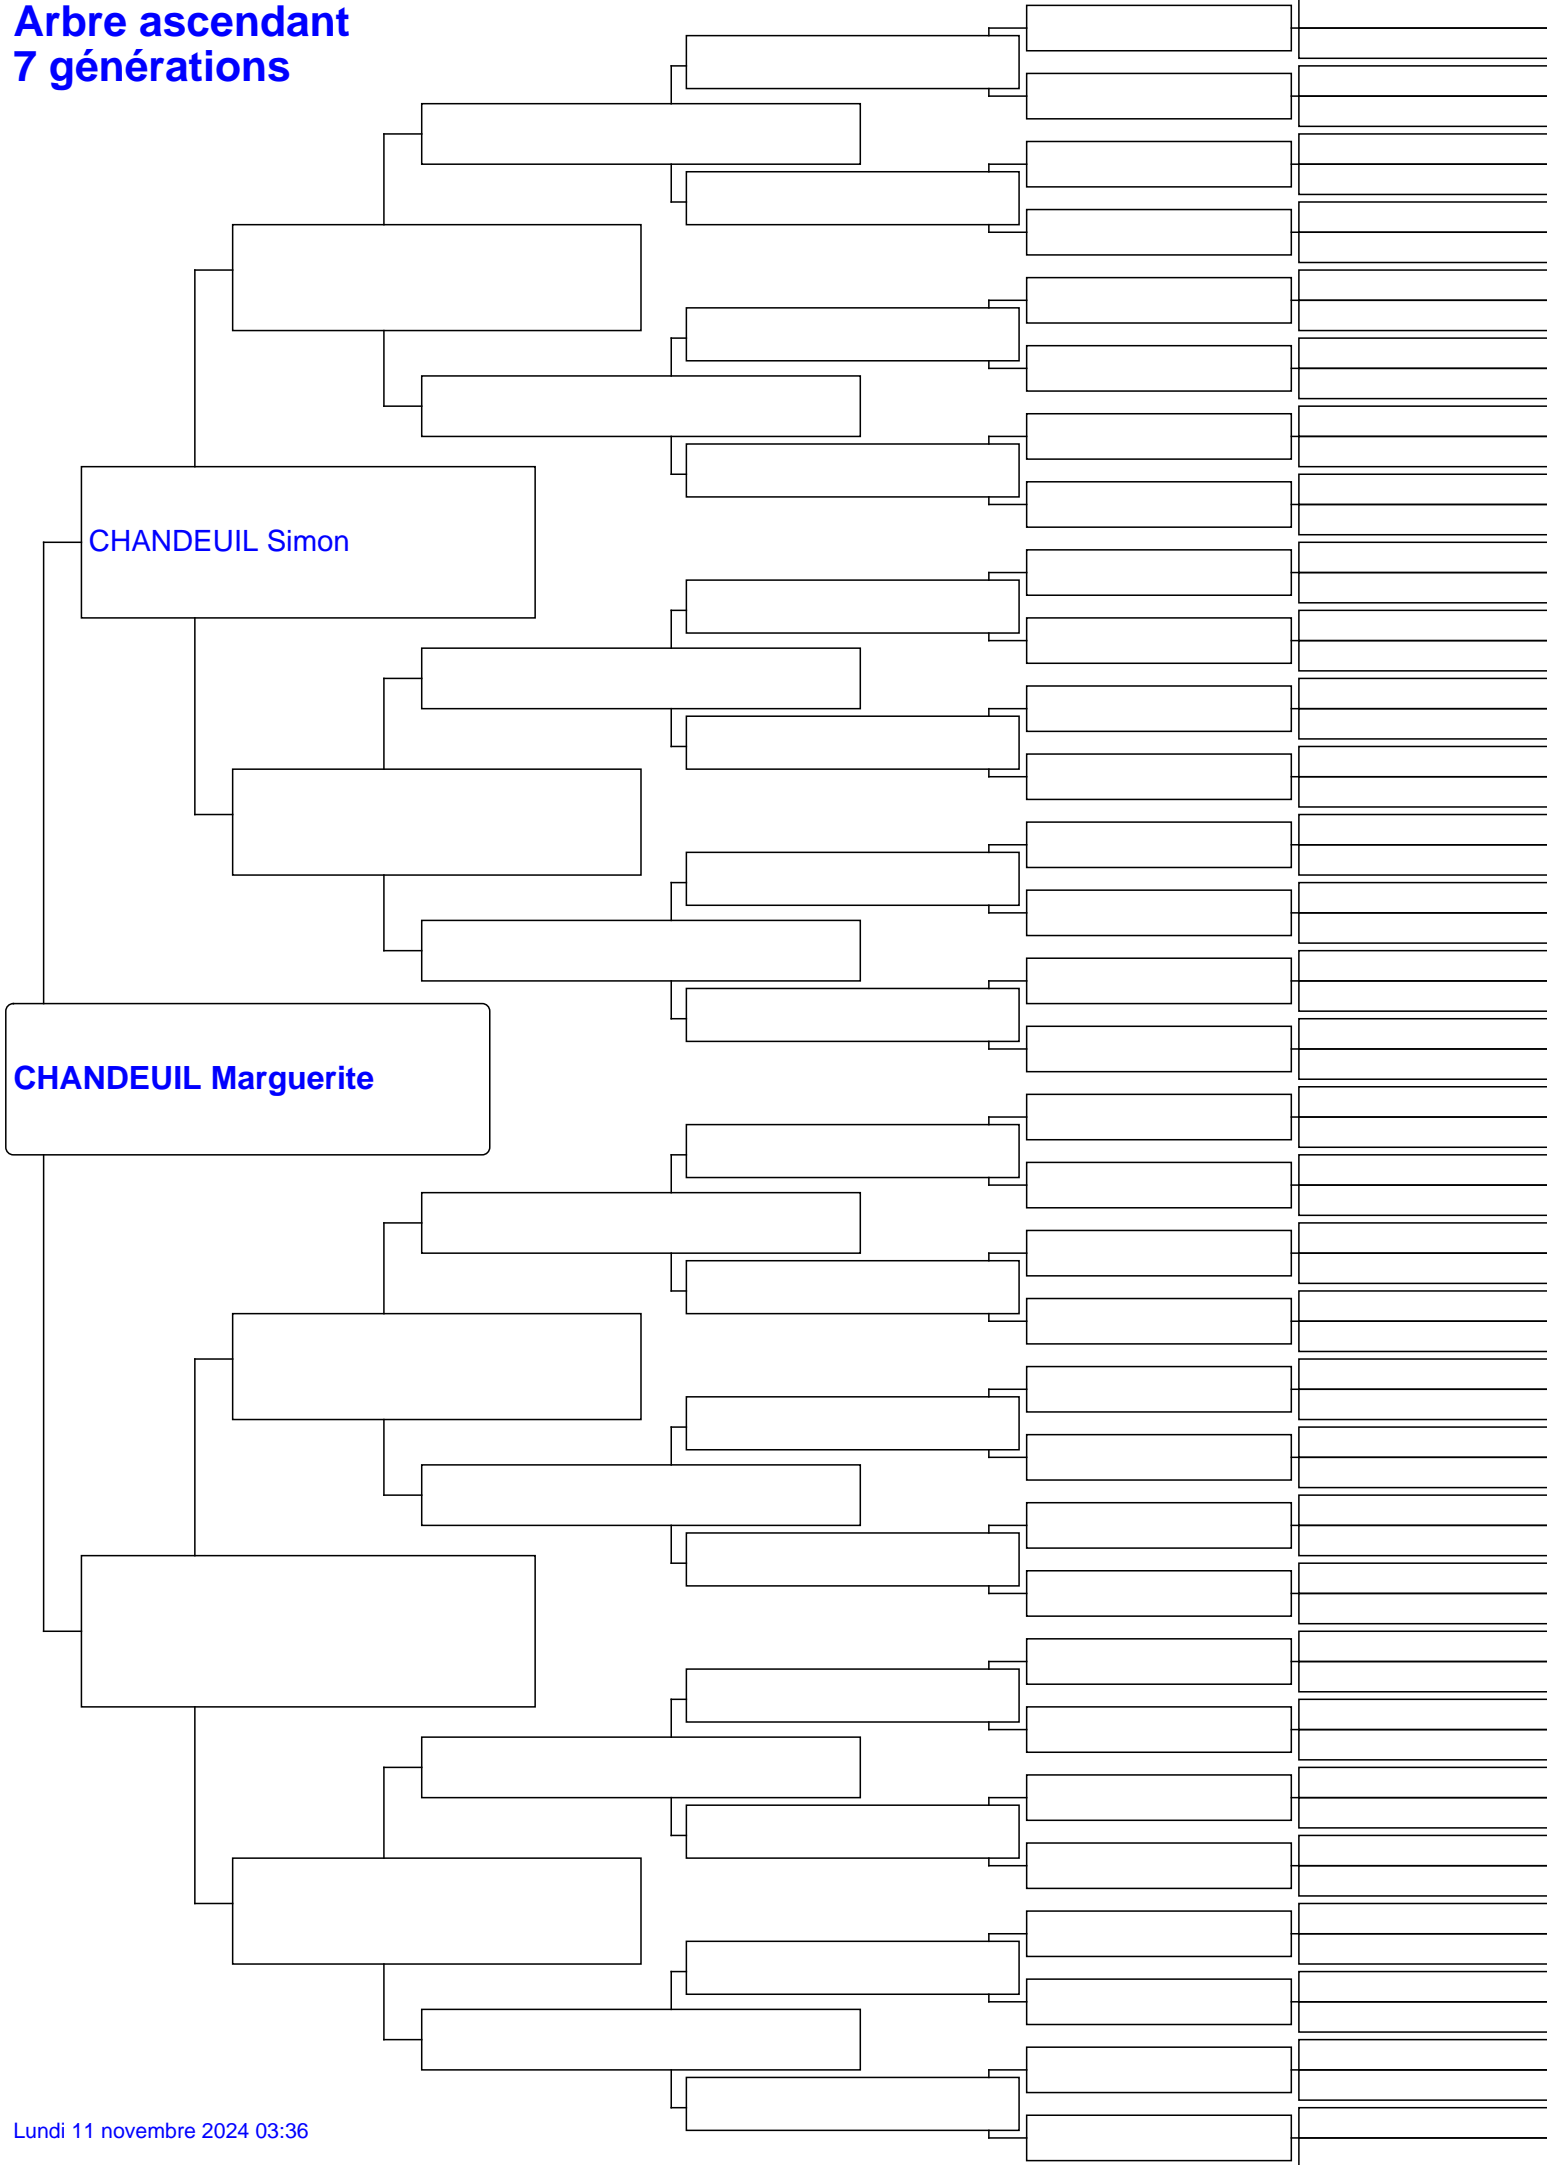 Arbre ascendant
7 générations
CHANDEUIL Simon
CHANDEUIL Marguerite
Lundi 11 novembre 2024 03:36